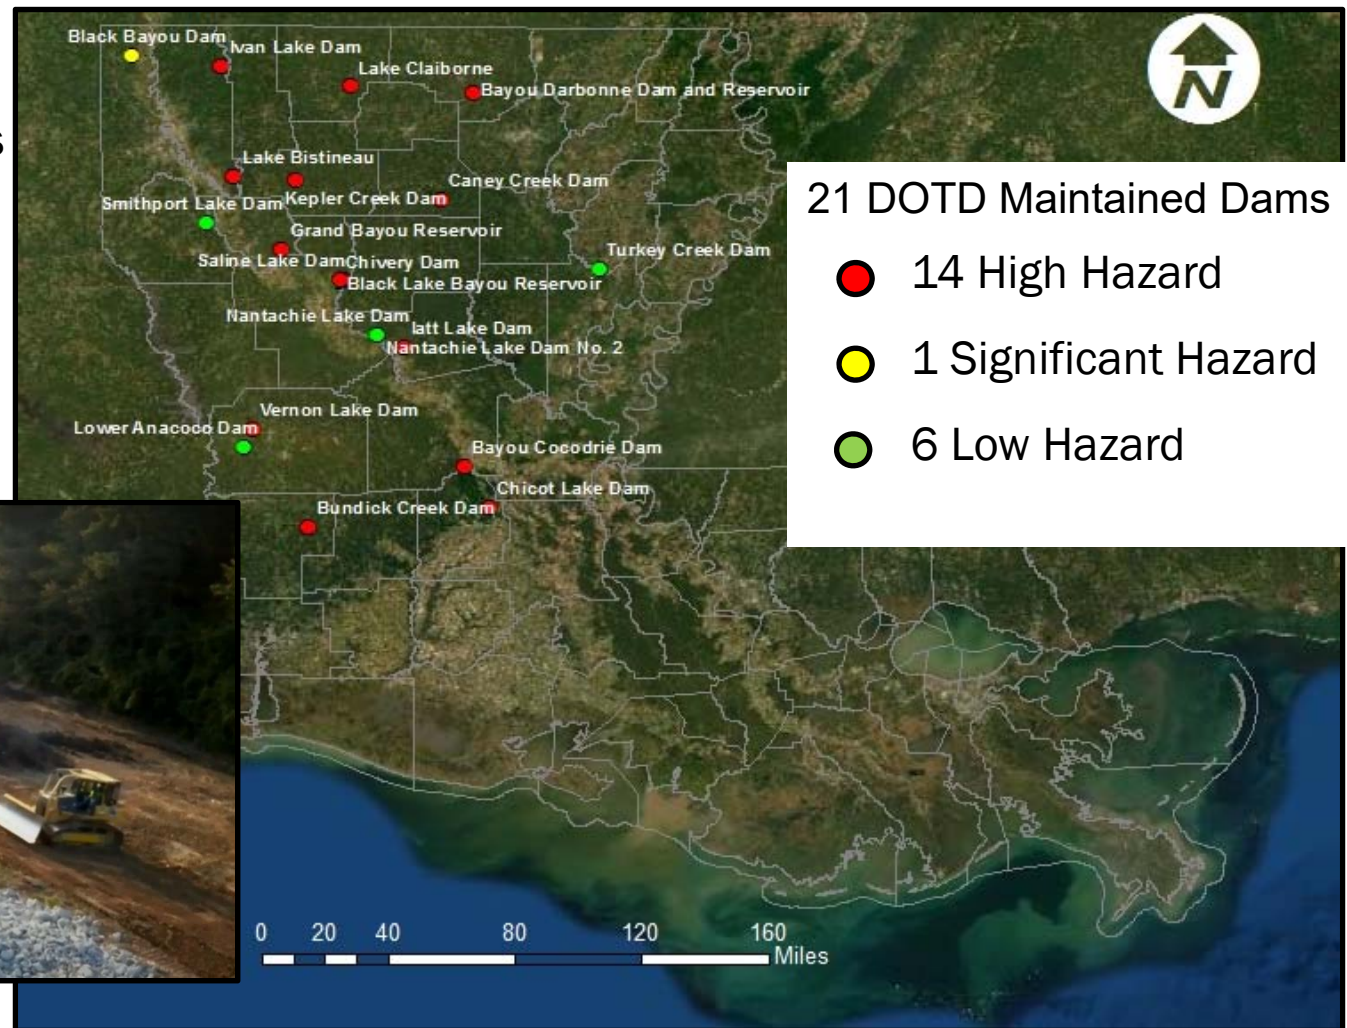 Black Bayou Dam
Ivan Lake Dam
Lake Claiborne
Bayou Darbonne Dam and Reservoir
N
s
Lake Bistineau
Caney Creek Dam
Smithport Lake Dam
Kepler Creek Dam
21 DOTD Maintained Dams
Grand Bayou Reservoir
Turkey Creek Dam
Saline Lake Dam
Chivery Dam
14 High Hazard
Black Lake Bayou Reservoir
Nantachie Lake Dam
Iatt Lake Dam
Nantachie Lake Dam No. 2
1 Significant Hazard
Vernon Lake Dam
Lower Anacoco Dam
6 Low Hazard
Bayou Cocodrie Dam
Chicot Lake Dam
Bundick Creek Dam
0 20 40 80 120 160
Miles